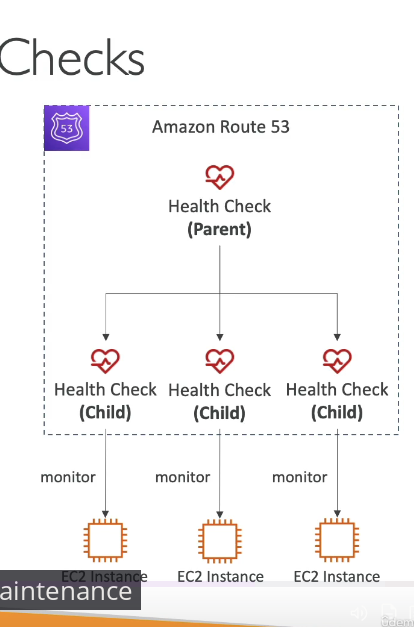 Checks
53
Amazon Route 53
Health Check
(Parent)
Health Check Health Check Health Check
(Child) (Child) (Child)
monitor monitor monitor
EC2 Instance EC2 Instance EC2 Instance
aintenance
ûdemy